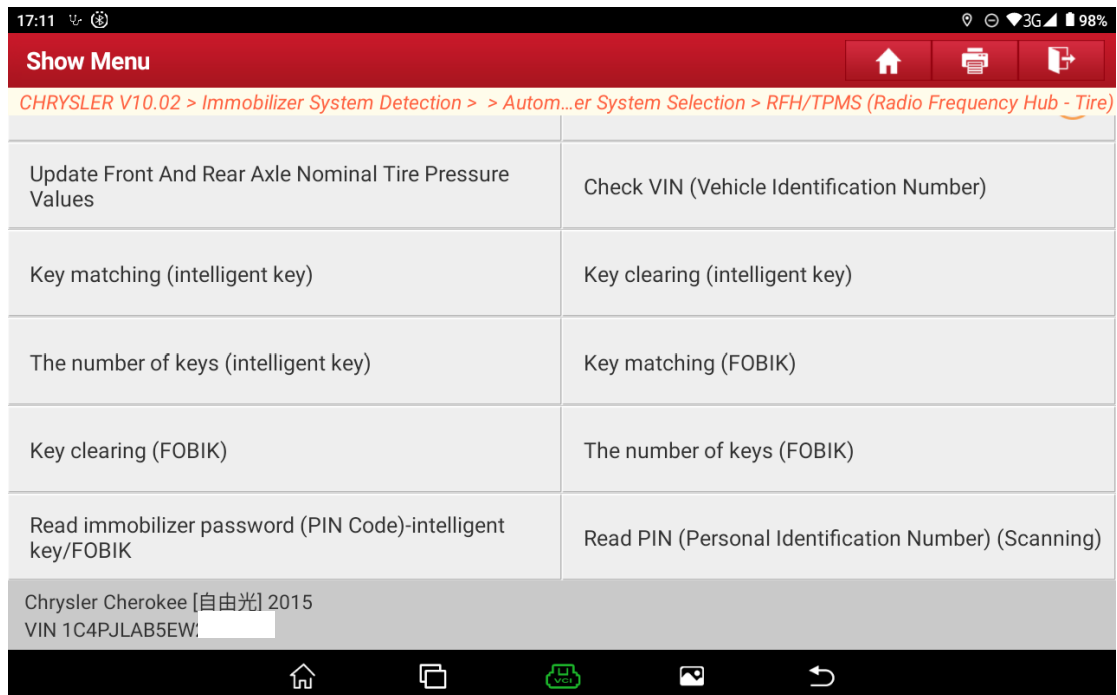 17:11 3G 98%
Show Menu
CHRYSLER V10.02 > Immobilizer System Detection > > Autom...er System Selection > RFH/TPMS (Radio Frequency Hub - Tire)
Update Front And Rear Axle Nominal Tire Pressure
Values
Check VIN (Vehicle Identification Number)
Key matching (intelligent key)
Key clearing (intelligent key)
The number of keys (intelligent key)
Key matching (FOBIK)
Key clearing (FOBIK)
The number of keys (FOBIK)
Read immobilizer password (PIN Code)-intelligent
key/FOBIK
Read PIN (Personal Identification Number) (Scanning)
Chrysler Cherokee [自由光] 2015
VIN 1C4PJLAB5EW
VCI